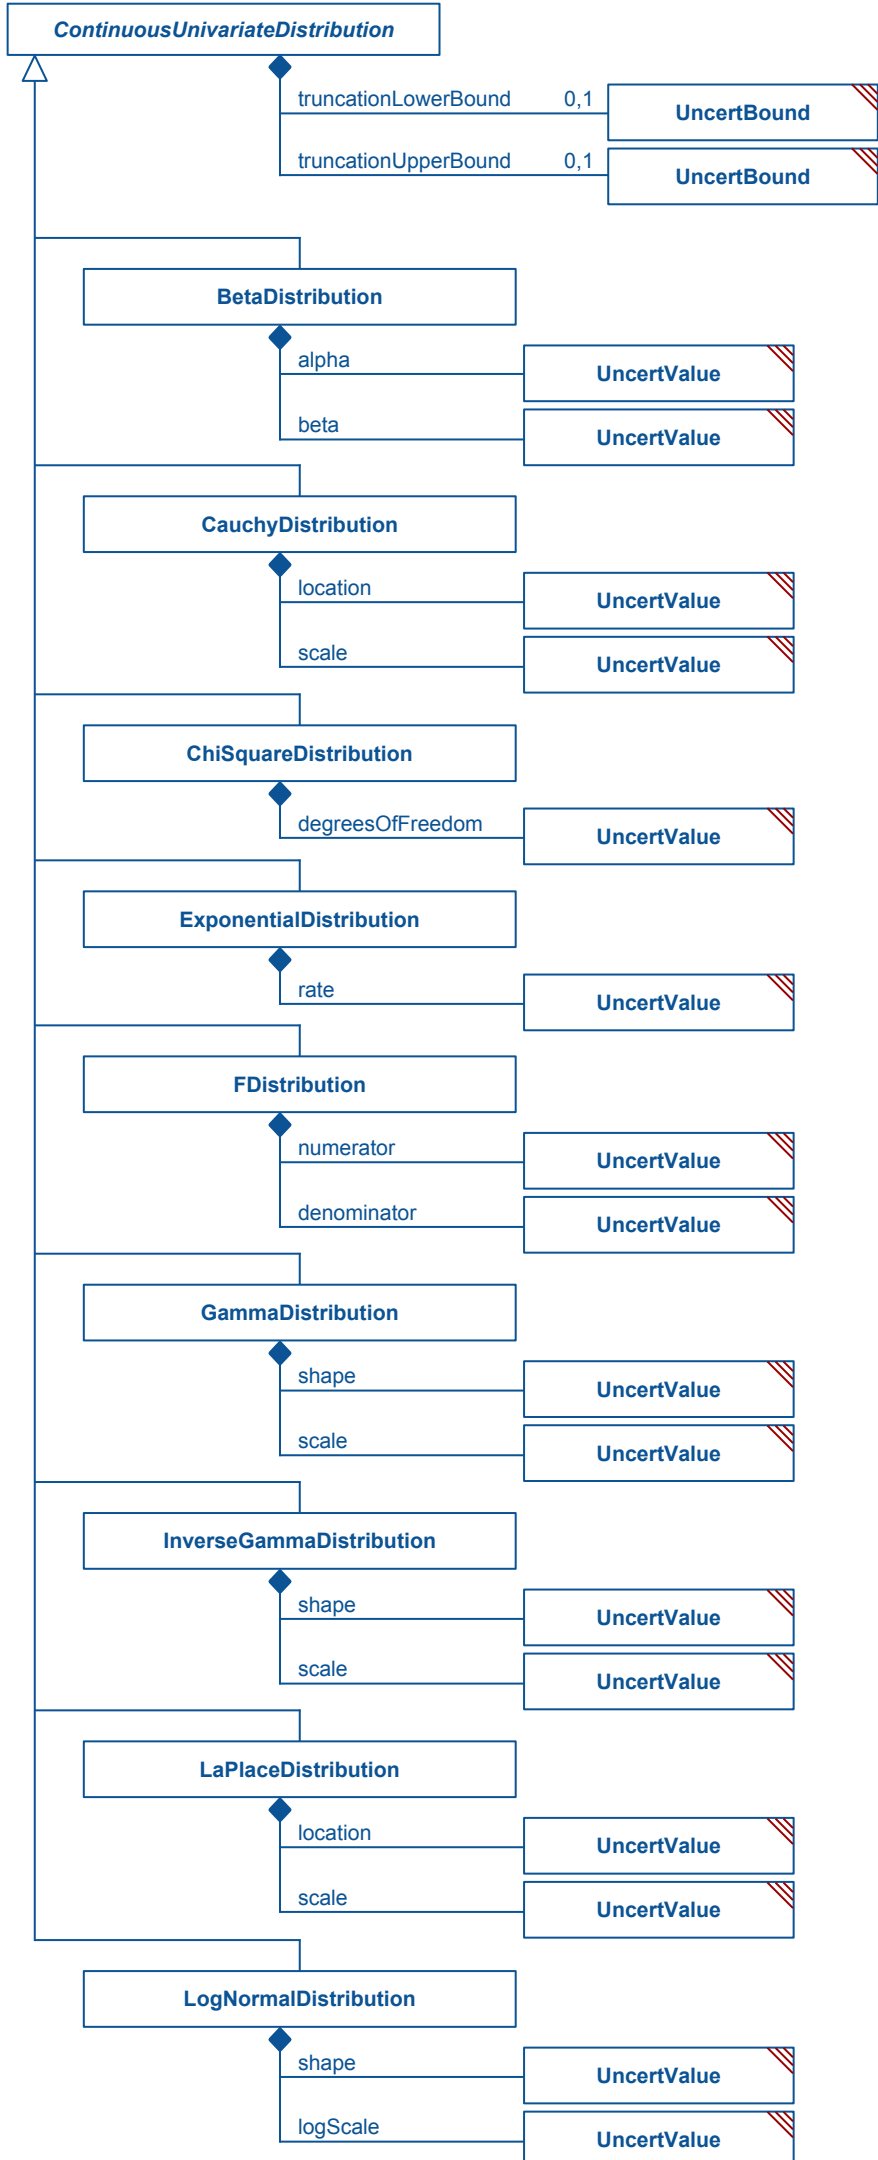 ContinuousUnivariateDistribution
truncationLowerBound 0,1 UncertBound
truncationUpperBound 0,1 UncertBound
BetaDistribution
alpha UncertValue
beta UncertValue
CauchyDistribution
location UncertValue
scale UncertValue
ChiSquareDistribution
degreesOfFreedom UncertValue
ExponentialDistribution
rate UncertValue
FDistribution
numerator UncertValue
denominator UncertValue
GammaDistribution
shape UncertValue
scale UncertValue
InverseGammaDistribution
shape UncertValue
scale UncertValue
LaPlaceDistribution
location UncertValue
scale UncertValue
LogNormalDistribution
shape UncertValue
logScale UncertValue